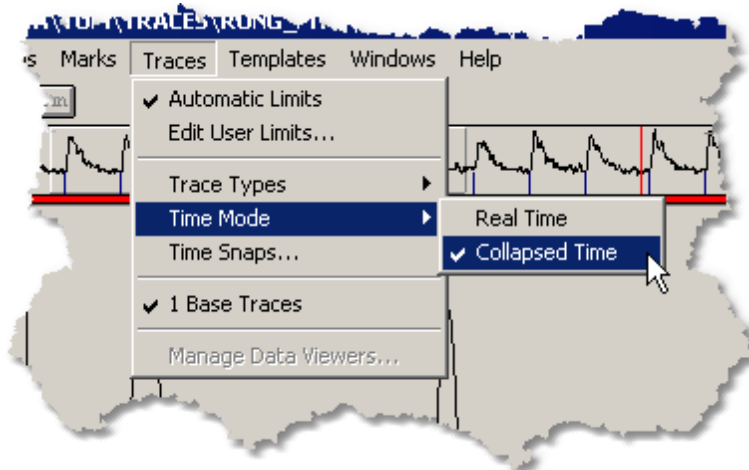 \TRACES\
Marks Traces Templates Windows Help
Automatic Limits
Edit User Limits...
Trace Types
Time Mode
Real Time
Time Snaps...
Collapsed Time
1 Base Traces
Manage Data Viewers...